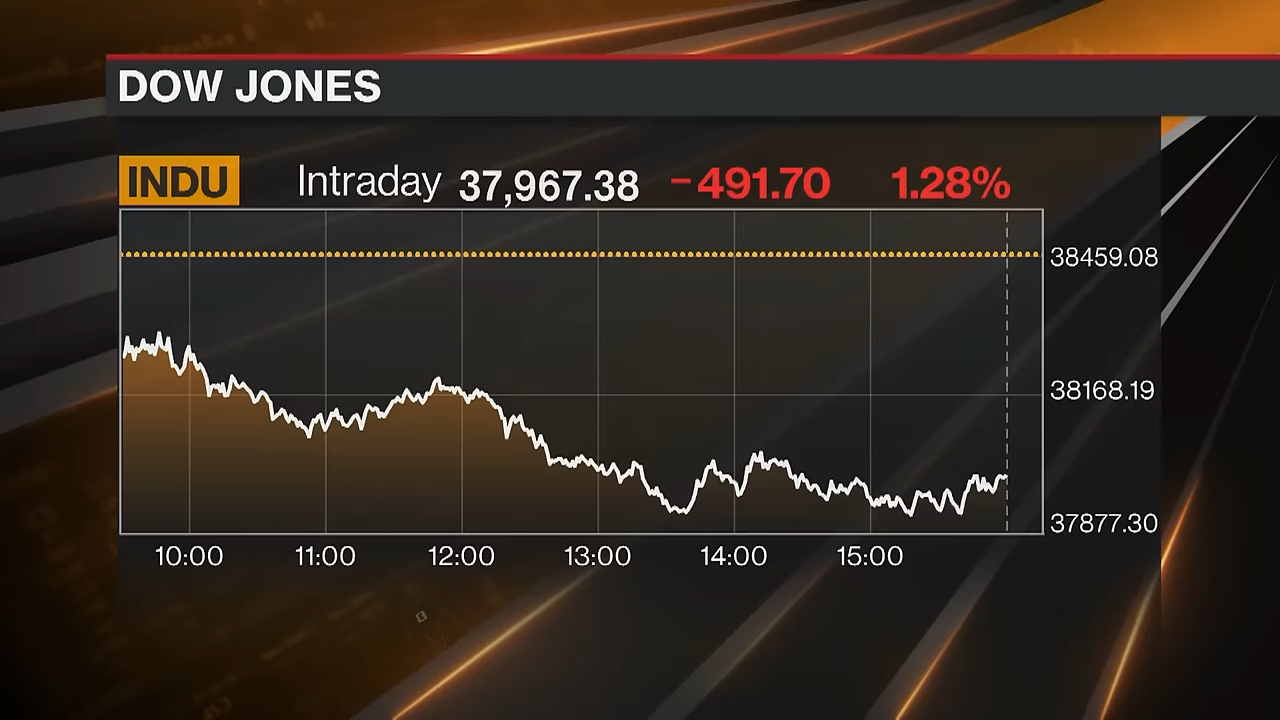 DOW JONES
INDU Intraday 37,967.38 -491.70 1.28%
38459.08
38168.19
37877.30
10:00 11:00 12:00 13:00 14:00 15:00